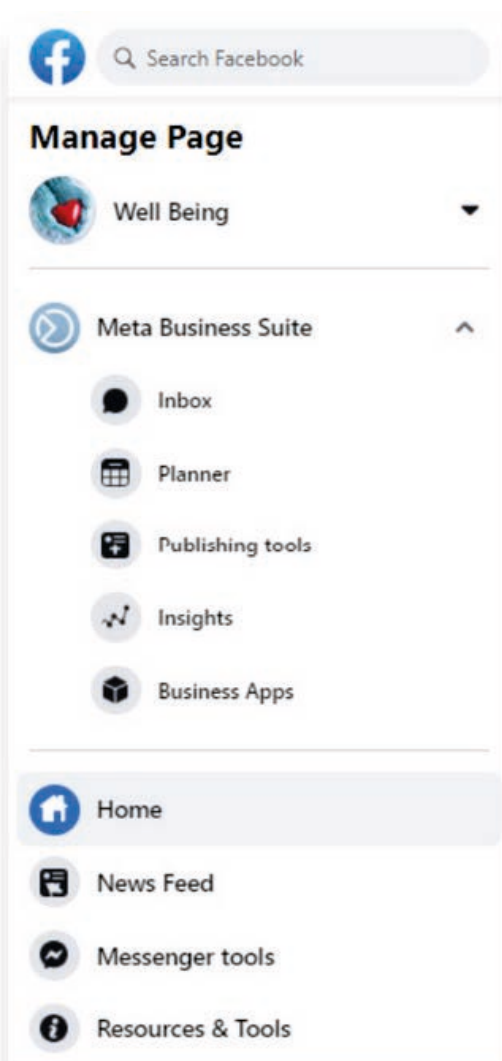 Search Facebook
Manage Page
Well Being
Meta Business Suite
Inbox
Planner
Publishing tools
Insights
Business Apps
Home
News Feed
Messenger tools
Resources & Tools